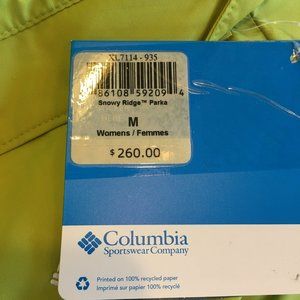 XL7114 - 935
86108 59209 4
Snowy Ridge™ Parka
M
Womens / Femmes
$ 260.00
Columbia
Sportswear Company
Printed on 100% recycled paper
Imprimé sur papier 100% recyclé